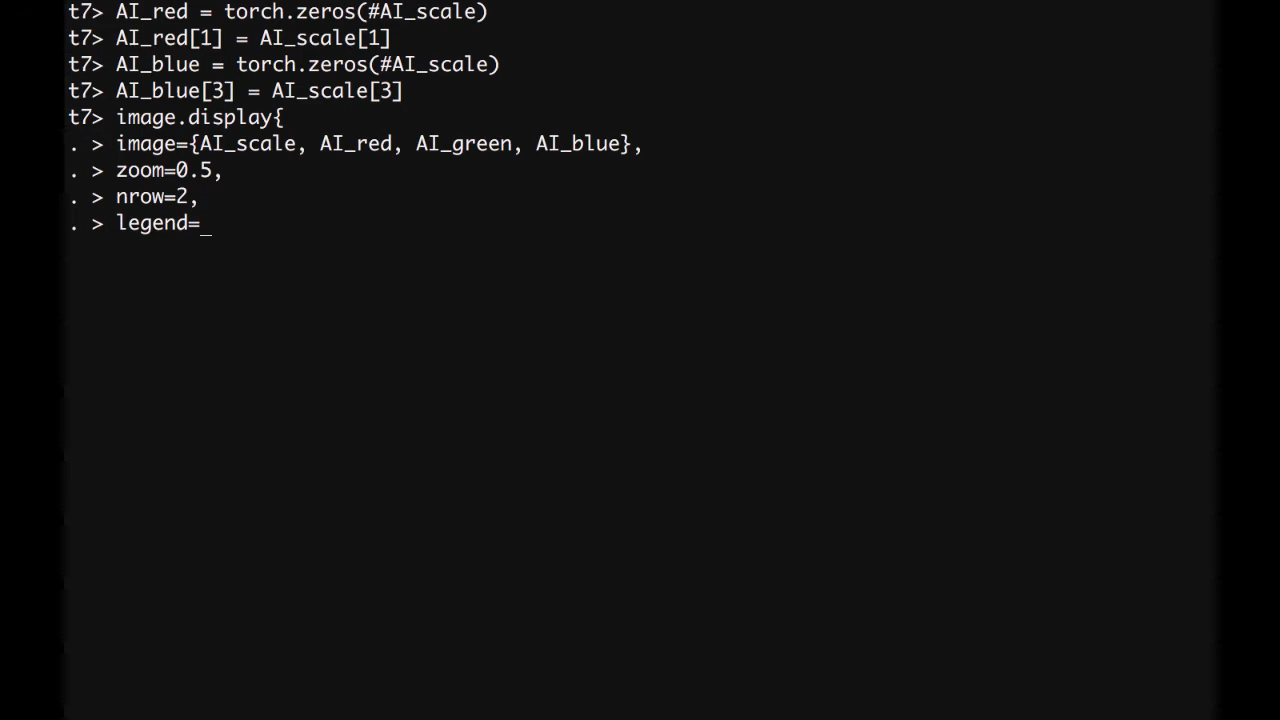 t7> AI_red = torch.zeros(#AI_scale)
t7> AI_red[1] = AI_scale[1]
t7> AI_blue = torch.zeros(#AI_scale)
t7> AI_blue[3] = AI_scale[3]
t7> image.display{
. > image={AI_scale, AI_red, AI_green, AI_blue},
. > zoom=0.5,
. > nrow=2,
. > legend=_